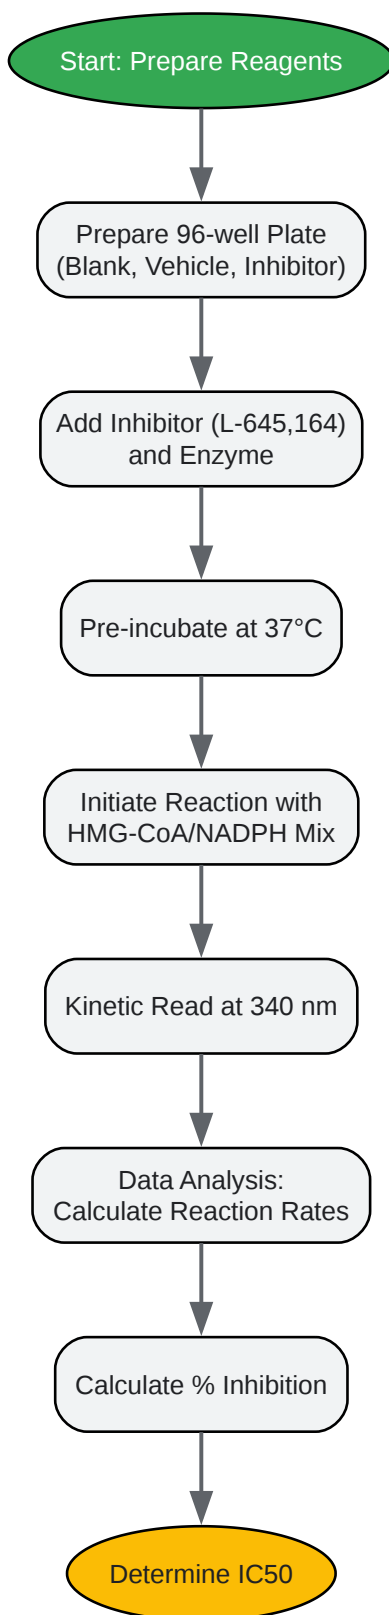 Start: Prepare Reagents
Prepare 96-well Plate
(Blank, Vehicle, Inhibitor)
Add Inhibitor (L-645,164)
and Enzyme
Pre-incubate at 37°C
Initiate Reaction with
HMG-CoA/NADPH Mix
Kinetic Read at 340 nm
Data Analysis:
Calculate Reaction Rates
Calculate % Inhibition
Determine IC50